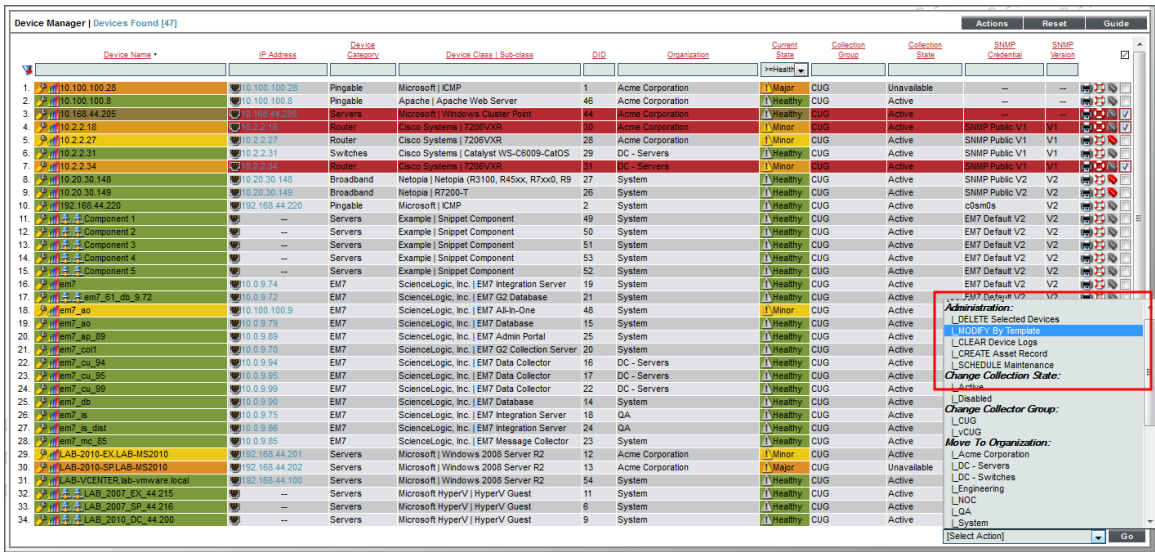 Device Manager | Devices Found [47] Actions Reset Guide
Device Name • IP Address Device Category Device Class | Sub-class DID Organization Current State Collection Group Collection State SNMP Credential SNMP Version
>=Health
1. 10.100.100.28 10.100.100.28 Pingable Microsoft | ICMP 1 Acme Corporation Major CUG Unavailable -- --
2. 10.100.100.8 10.100.100.8 Pingable Apache | Apache Web Server 46 Acme Corporation Healthy CUG Active -- --
3. 10.168.44.205 10.168.44.205 Servers Microsoft | Windows Cluster Point 44 Acme Corporation Healthy CUG Active -- --
4. 10.2.2.18 10.2.2.18 Router Cisco Systems | 7206VXR 30 Acme Corporation Minor CUG Active SNMP Public V1 V1
5. 10.2.2.27 10.2.2.27 Router Cisco Systems | 7206VXR 28 Acme Corporation Minor CUG Active SNMP Public V1 V1
6. 10.2.2.31 10.2.2.31 Switches Cisco Systems | Catalyst WS-C6009-CatOS 29 DC - Servers Healthy CUG Active SNMP Public V1 V1
7. 10.2.2.34 10.2.2.34 Router Cisco Systems | 7206VXR 31 DC - Servers Minor CUG Active SNMP Public V1 V1
8. 10.20.30.148 10.20.30.148 Broadband Netopia | Netopia (R3100, R45xx, R7xx0, R9 27 System Healthy CUG Active SNMP Public V2 V2
9. 10.20.30.149 10.20.30.149 Broadband Netopia | R7200-T 26 System Healthy CUG Active SNMP Public V2 V2
10. 192.168.44.220 192.168.44.220 Pingable Microsoft | ICMP 2 System Healthy CUG Active c0sm0s V2
11. Component 1 -- Servers Example | Snippet Component 49 System Healthy CUG Active EM7 Default V2 V2
12. Component 2 -- Servers Example | Snippet Component 50 System Healthy CUG Active EM7 Default V2 V2
13. Component 3 -- Servers Example | Snippet Component 51 System Healthy CUG Active EM7 Default V2 V2
14. Component 4 -- Servers Example | Snippet Component 53 System Healthy CUG Active EM7 Default V2 V2
15. Component 5 -- Servers Example | Snippet Component 52 System Healthy CUG Active EM7 Default V2 V2
16. em7 10.0.9.74 EM7 ScienceLogic, Inc. | EM7 Integration Server 19 System Healthy CUG Active EM7 Default V2 V2
17. em7_61_db_9.72 10.0.9.72 EM7 ScienceLogic, Inc. | EM7 G2 Database 21 System Healthy CUG Active EM7 Default V2 V2
18. em7_ao 10.100.100.9 EM7 ScienceLogic, Inc. | EM7 All-In-One 48 System Minor CUG Active
19. em7_ao 10.0.9.79 EM7 ScienceLogic, Inc. | EM7 Database 15 System Healthy CUG Active
20. em7_ap_89 10.0.9.89 EM7 ScienceLogic, Inc. | EM7 Admin Portal 25 System Healthy CUG Active
21. em7_col1 10.0.9.70 EM7 ScienceLogic, Inc. | EM7 G2 Collection Server 20 System Healthy CUG Active
22. em7_cu_94 10.0.9.94 EM7 ScienceLogic, Inc. | EM7 Data Collector 16 DC - Servers Healthy CUG Active
23. em7_cu_95 10.0.9.95 EM7 ScienceLogic, Inc. | EM7 Data Collector 17 DC - Servers Healthy CUG Active
24. em7_cu_99 10.0.9.99 EM7 ScienceLogic, Inc. | EM7 Data Collector 22 DC - Servers Healthy CUG Active
25. em7_db 10.0.9.90 EM7 ScienceLogic, Inc. | EM7 Database 14 System Healthy CUG Active
26. em7_is 10.0.9.75 EM7 ScienceLogic, Inc. | EM7 Integration Server 18 QA Healthy CUG Active
27. em7_is_dist 10.0.9.86 EM7 ScienceLogic, Inc. | EM7 Integration Server 24 QA Healthy CUG Active
28. em7_mc_85 10.0.9.85 EM7 ScienceLogic, Inc. | EM7 Message Collector 23 System Healthy CUG Active
29. LAB-2010-EX.LAB-MS2010 192.168.44.201 Servers Microsoft | Windows 2008 Server R2 12 Acme Corporation Minor CUG Active
30. LAB-2010-SP.LAB-MS2010 192.168.44.202 Servers Microsoft | Windows 2008 Server R2 13 Acme Corporation Major CUG Unavailable
31. LAB-VCENTER.lab-vmware.local 192.168.44.100 Servers Microsoft | Windows 2008 Server R2 54 System Healthy CUG Active
32. LAB_2007_EX_44.215 -- Servers Microsoft HyperV | HyperV Guest 11 System Healthy CUG Active
33. LAB_2007_SP_44.216 -- Servers Microsoft HyperV | HyperV Guest 6 System Healthy CUG Active
34. LAB_2010_DC_44.200 -- Servers Microsoft HyperV | HyperV Guest 9 System Healthy CUG Active
Administration:
|_DELETE Selected Devices
|_MODIFY By Template
|_CLEAR Device Logs
|_CREATE Asset Record
|_SCHEDULE Maintenance
Change Collection State:
|_Active
|_Disabled
Change Collector Group:
|_CUG
|_vCUG
Move To Organization:
|_Acme Corporation
|_DC - Servers
|_DC - Switches
|_Engineering
|_NOC
|_QA
|_System
[Select Action] Go